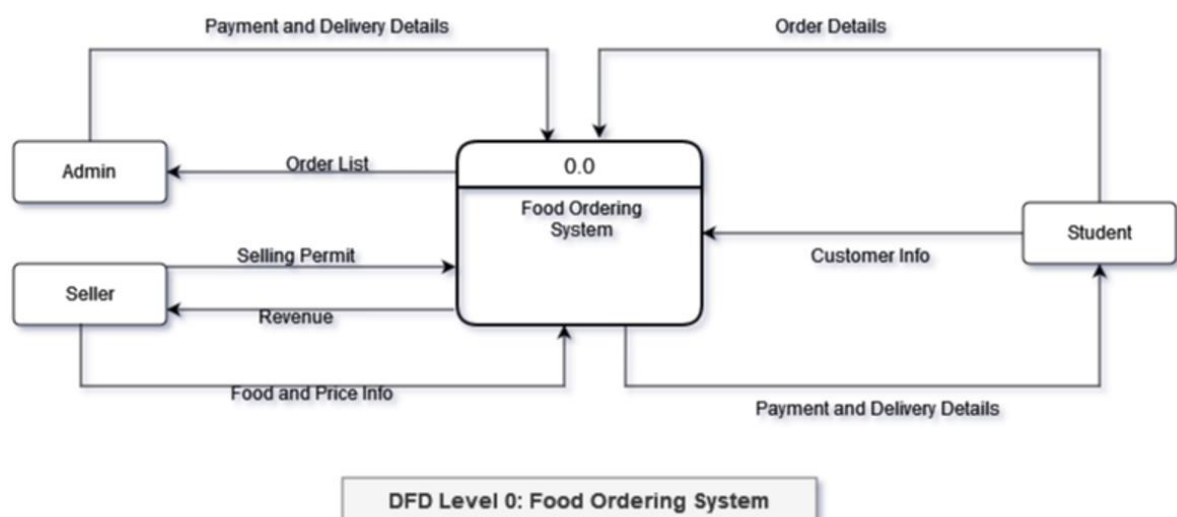 Payment and Delivery Details
Order Details
Admin
Order List
0.0
Food Ordering
System
Student
Customer Info
Selling Permit
Seller
Revenue
Food and Price Info
Payment and Delivery Details
DFD Level 0: Food Ordering System